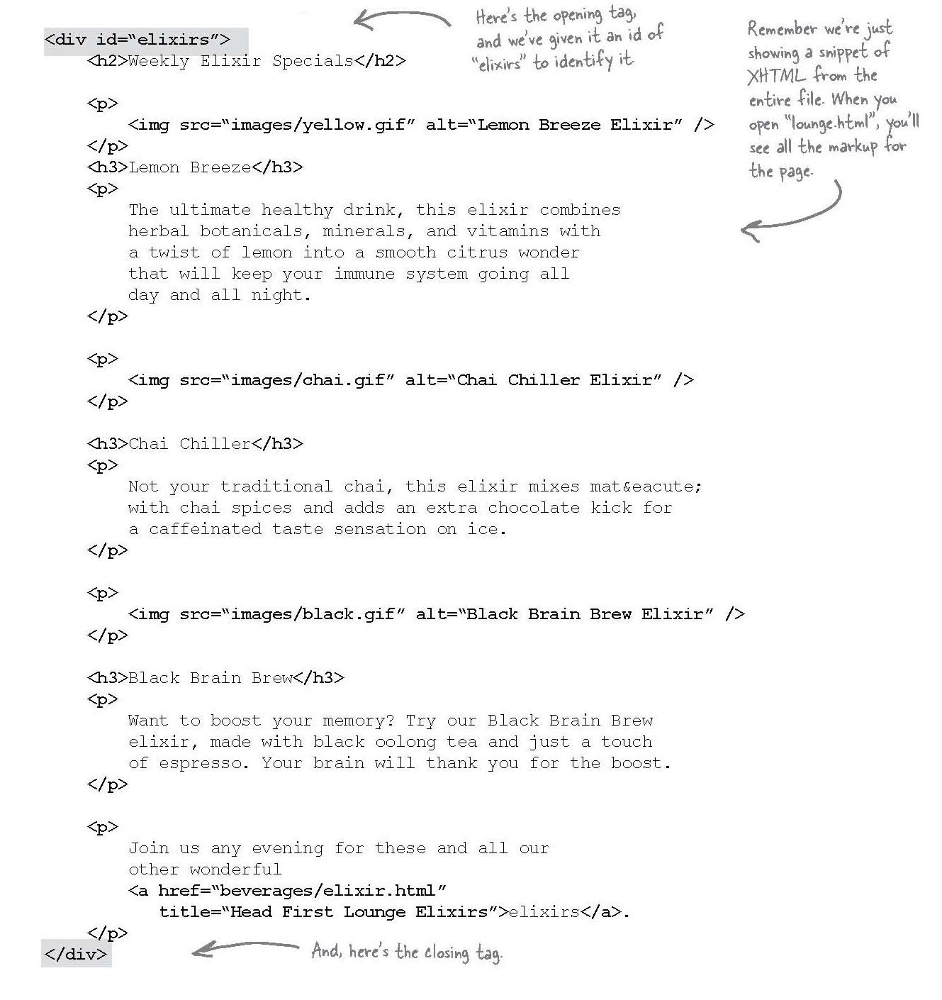 Here's the opening tag,
and we've given it an id of
“elixirs” to identify it.
Remember we're just
showing a snippet of
XHTML from the
entire file. When you
open “lounge.html”, you'll
see all the markup for
the page.
<div id=“elixirs”>
<h2>Weekly Elixir Specials</h2>
<p>
<img src=“images/yellow.gif” alt=“Lemon Breeze Elixir” />
</p>
<h3>Lemon Breeze</h3>
<p>
The ultimate healthy drink, this elixir combines
herbal botanicals, minerals, and vitamins with
a twist of lemon into a smooth citrus wonder
that will keep your immune system going all
day and all night.
</p>
<p>
<img src=“images/chai.gif” alt=“Chai Chiller Elixir” />
</p>
<h3>Chai Chiller</h3>
<p>
Not your traditional chai, this elixir mixes mat&eacute;
with chai spices and adds an extra chocolate kick for
a caffeinated taste sensation on ice.
</p>
<p>
<img src=“images/black.gif” alt=“Black Brain Brew Elixir” />
</p>
<h3>Black Brain Brew</h3>
<p>
Want to boost your memory? Try our Black Brain Brew
elixir, made with black oolong tea and just a touch
of espresso. Your brain will thank you for the boost.
</p>
<p>
Join us any evening for these and all our
other wonderful
<a href=“beverages/elixir.html”
title=“Head First Lounge Elixirs”>elixirs</a>.
</p>
</div>
And, here's the closing tag.